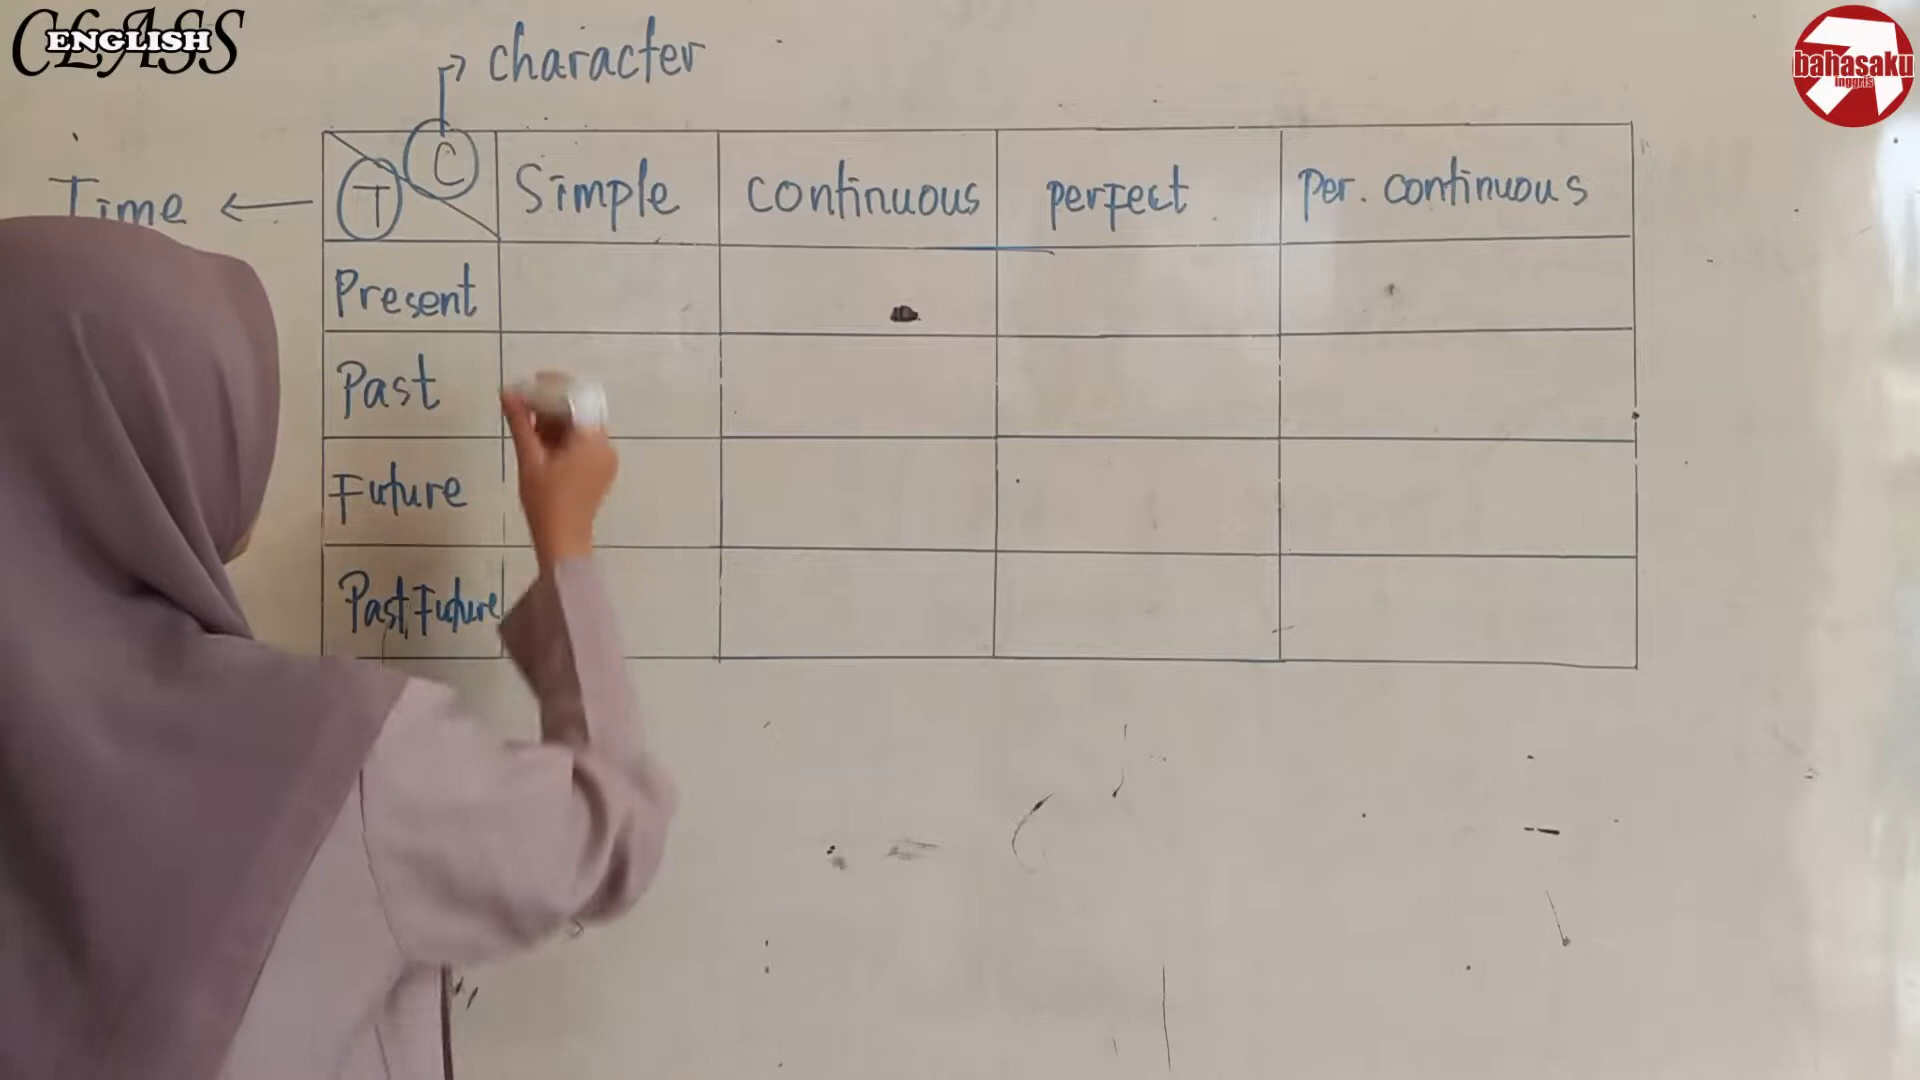 CLASS
ENGLISH
bahasaku
inggris
character
Time
T
C
Simple
continuous
perfect
Per. continuous
Present
Past
Future
Past Future